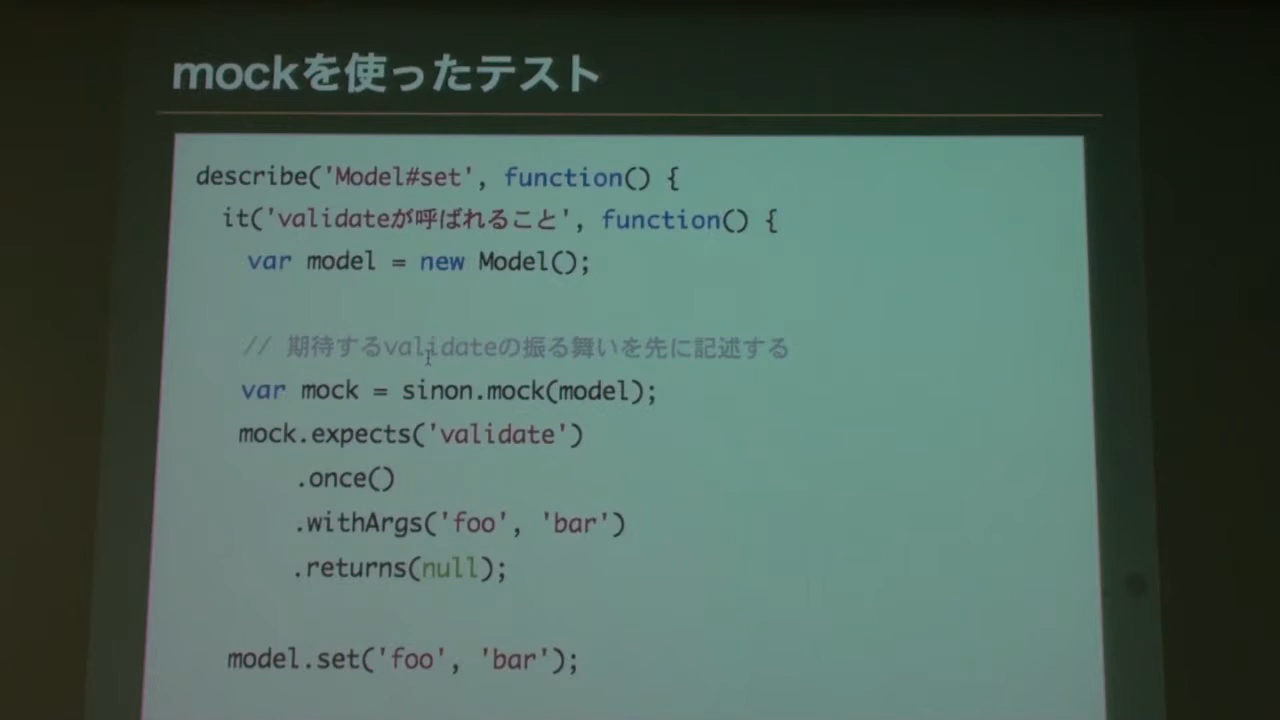 mockを使ったテスト
describe('Model#set', function() {
it('validateが呼ばれること', function() {
var model = new Model();
// 期待するvalidateの振る舞いを先に記述する
var mock = sinon.mock(model);
mock.expects('validate')
.once()
.withArgs('foo', 'bar')
.returns(null);
model.set('foo', 'bar');